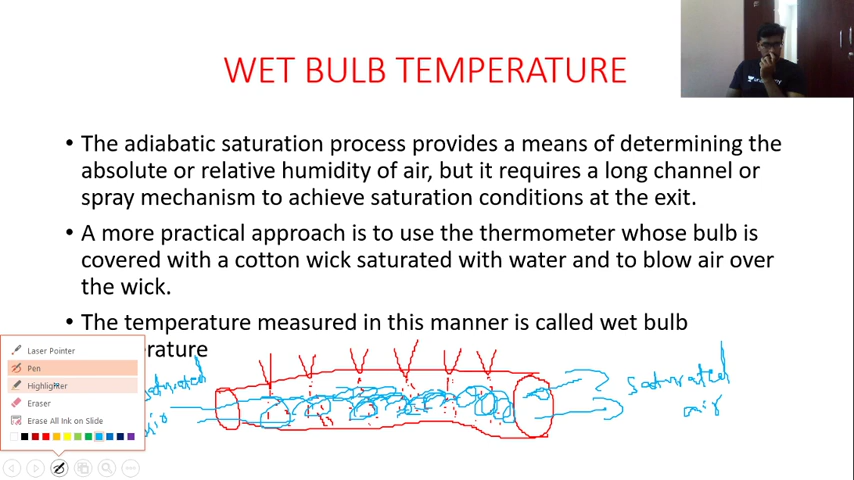 WET BULB TEMPERATURE
• The adiabatic saturation process provides a means of determining the
absolute or relative humidity of air, but it requires a long channel or
spray mechanism to achieve saturation conditions at the exit.
• A more practical approach is to use the thermometer whose bulb is
covered with a cotton wick saturated with water and to blow air over
the wick.
• The temperature measured in this manner is called wet bulb
rature
Laser Pointer
Pen
Highlighter
Eraser
Erase All Ink on Slide
saturated
air